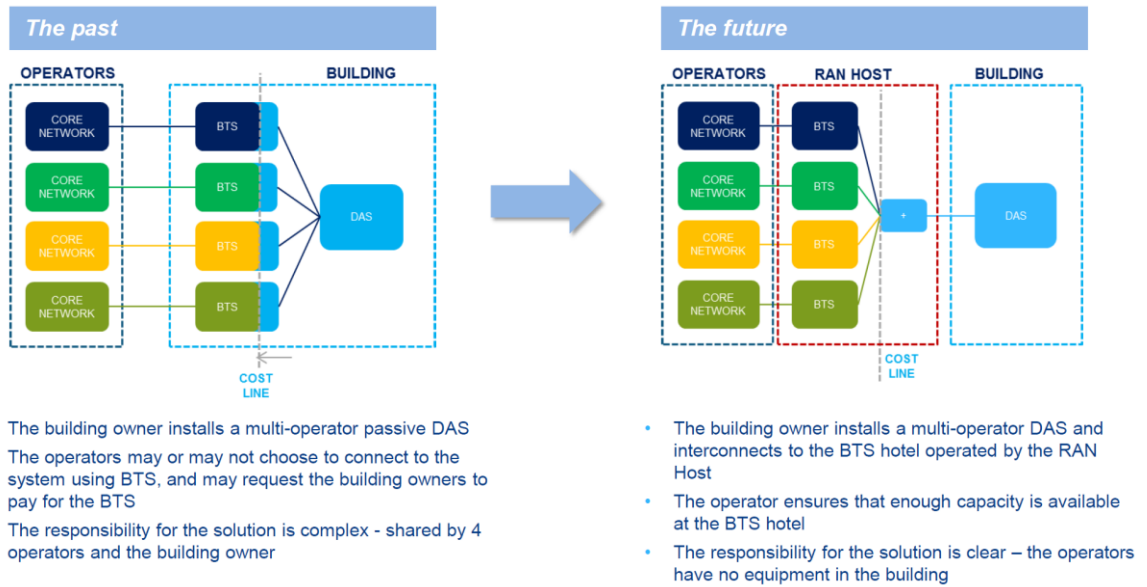 The past
OPERATORS
BUILDING
CORE
NETWORK
BTS
CORE
NETWORK
BTS
DAS
CORE
NETWORK
BTS
CORE
NETWORK
BTS
COST
LINE
The building owner installs a multi-operator passive DAS
The operators may or may not choose to connect to the
system using BTS, and may request the building owners to
pay for the BTS
The responsibility for the solution is complex - shared by 4
operators and the building owner
The future
OPERATORS
RAN HOST
BUILDING
CORE
NETWORK
BTS
CORE
NETWORK
BTS
+
DAS
CORE
NETWORK
BTS
CORE
NETWORK
BTS
COST
LINE
• The building owner installs a multi-operator DAS and
interconnects to the BTS hotel operated by the RAN
Host
• The operator ensures that enough capacity is available
at the BTS hotel
• The responsibility for the solution is clear – the operators
have no equipment in the building